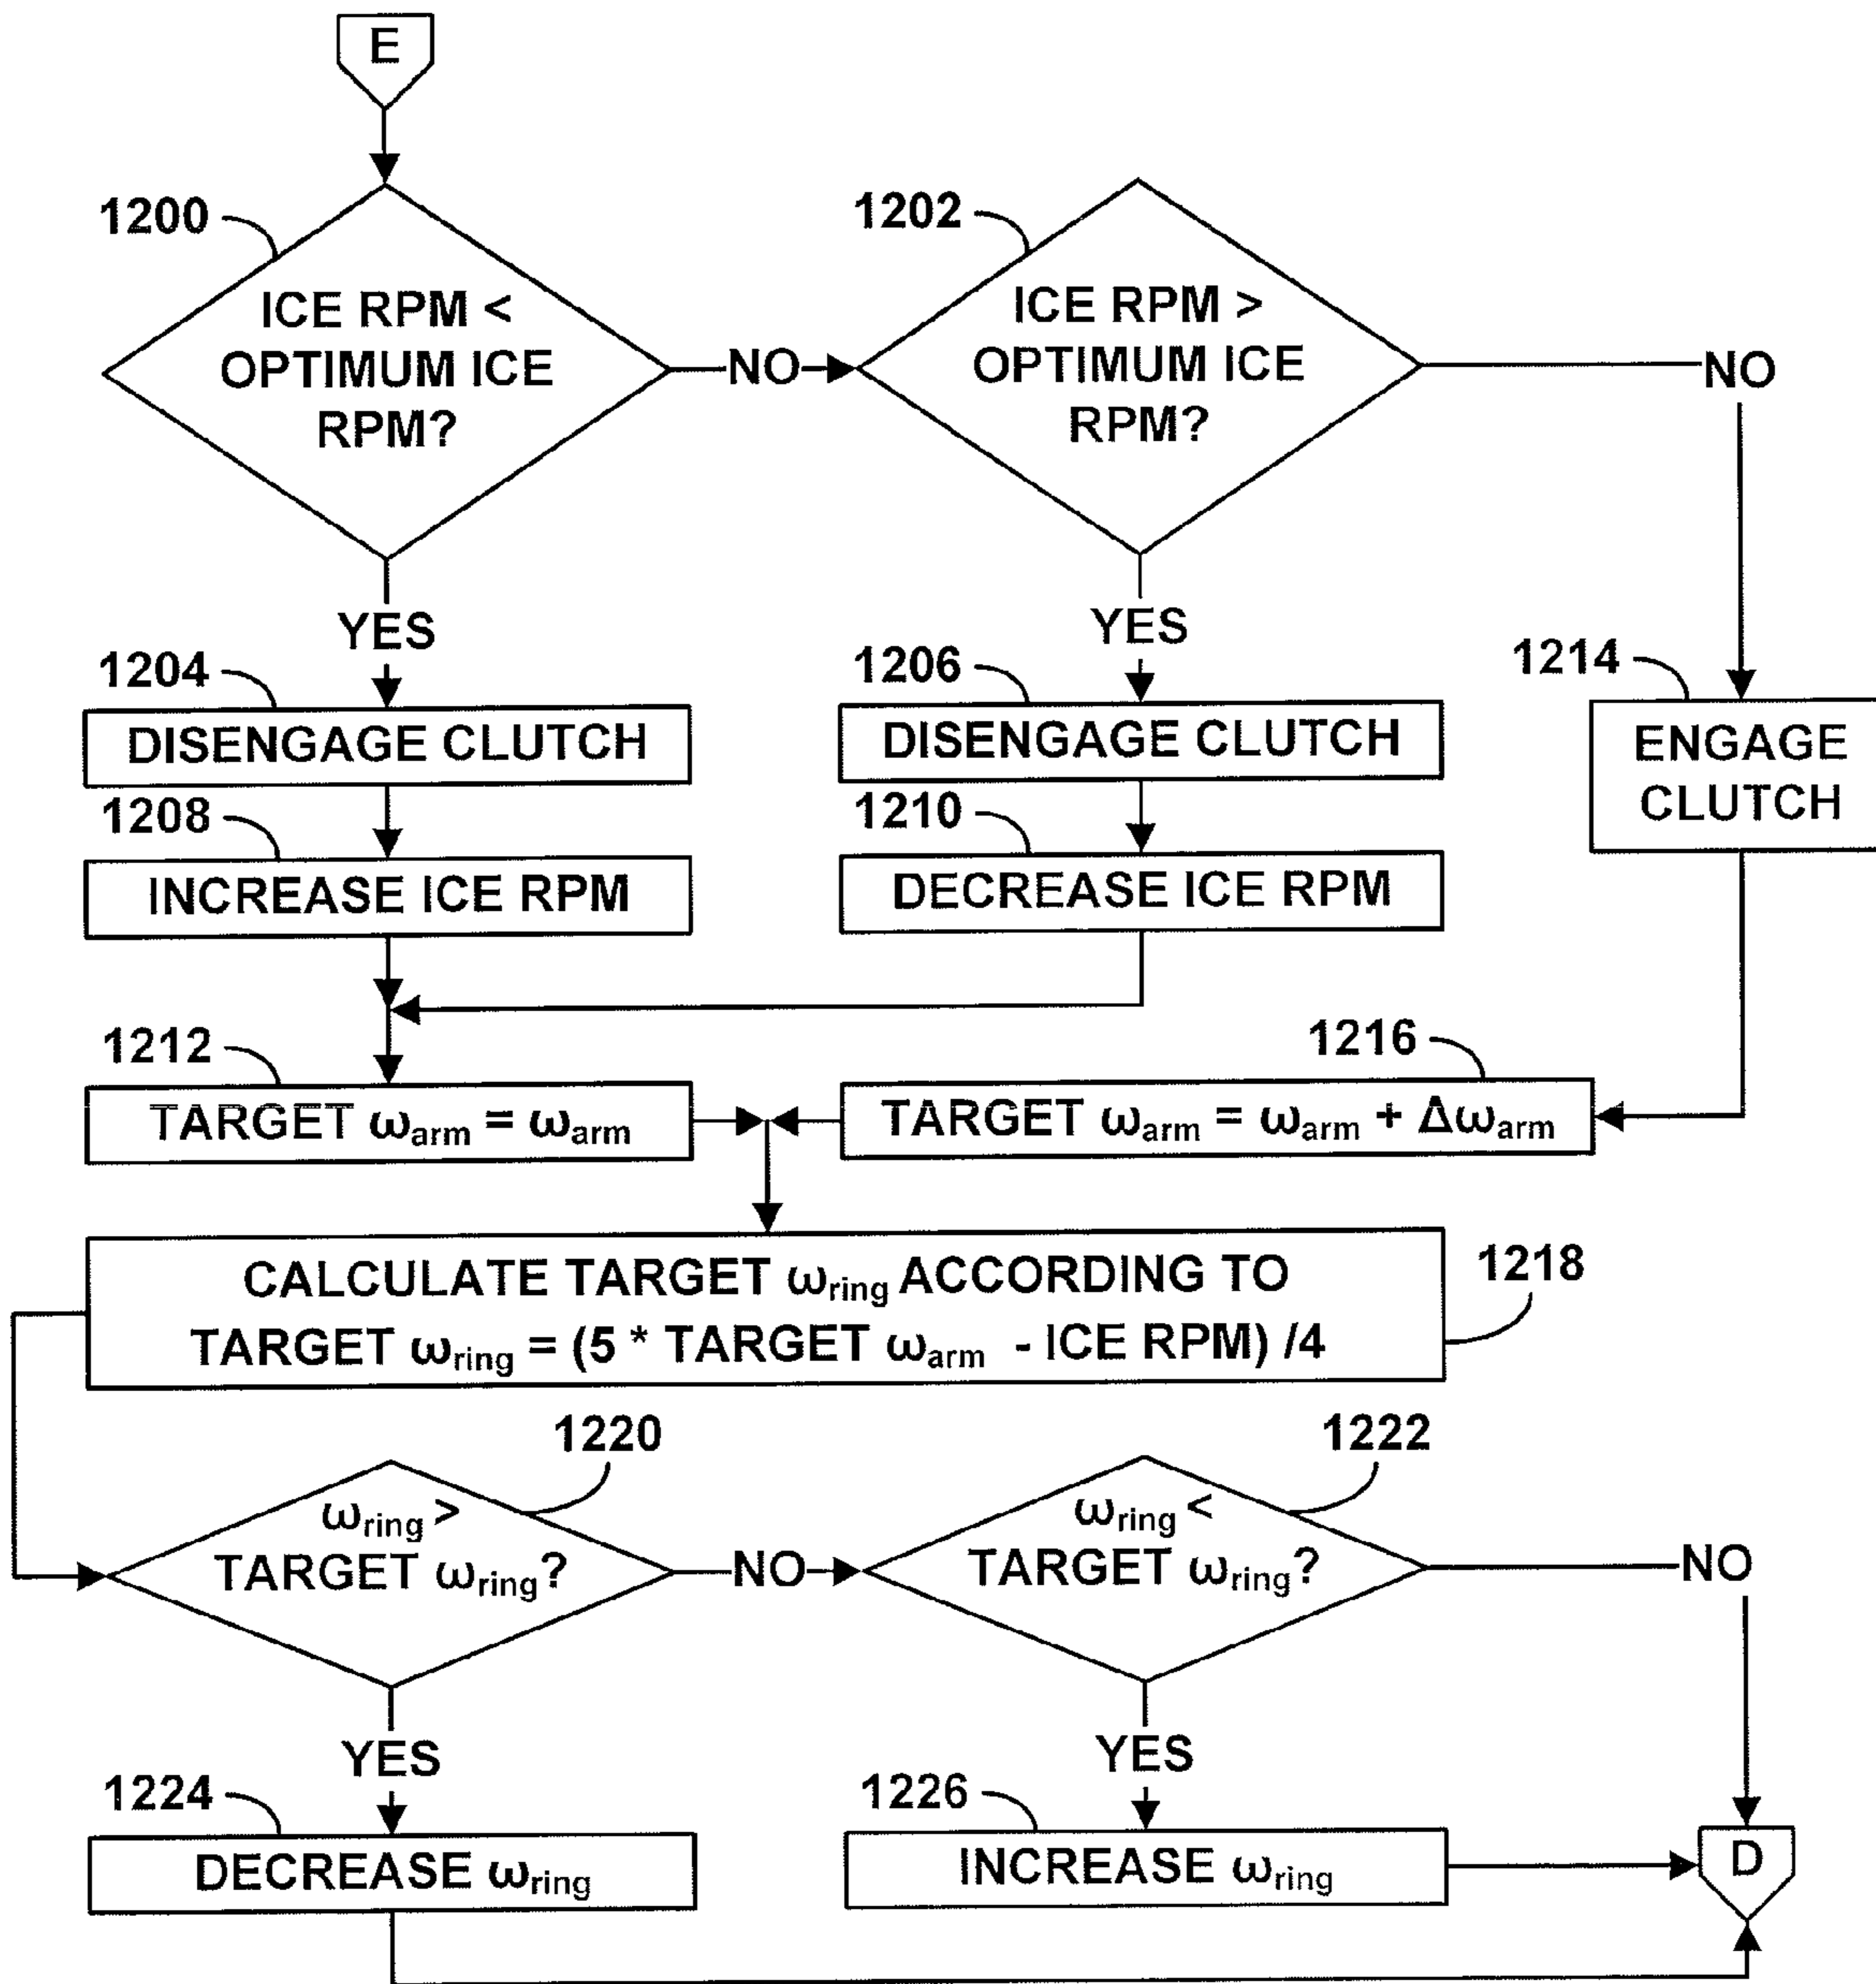 E
1200
ICE RPM <
OPTIMUM ICE
RPM?
NO
1202
ICE RPM >
OPTIMUM ICE
RPM?
NO
YES
YES
1204
DISENGAGE CLUTCH
1206
DISENGAGE CLUTCH
1214
ENGAGE
CLUTCH
1208
INCREASE ICE RPM
1210
DECREASE ICE RPM
1212
TARGET ωarm = ωarm
1216
TARGET ωarm = ωarm + Δωarm
CALCULATE TARGET ωring ACCORDING TO
TARGET ωring = (5 * TARGET ωarm - ICE RPM) /4
1218
1220
ωring >
TARGET ωring?
NO
1222
ωring <
TARGET ωring?
NO
YES
YES
1224
DECREASE ωring
1226
INCREASE ωring
D